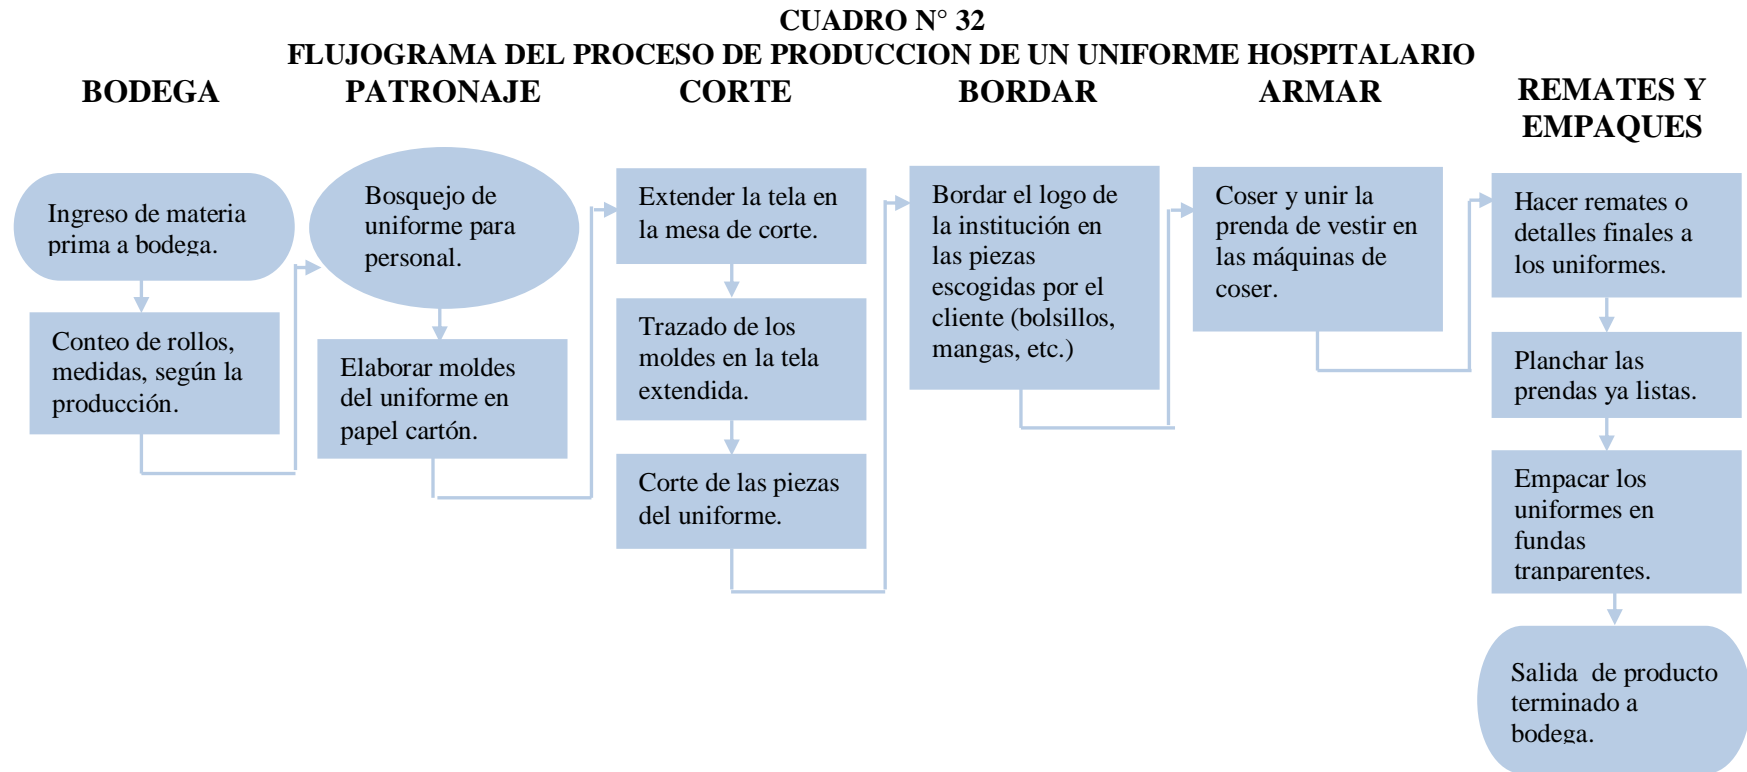 CUADRO N° 32
FLUJOGRAMA DEL PROCESO DE PRODUCCION DE UN UNIFORME HOSPITALARIO
BODEGA
Ingreso de materia
prima a bodega.
Conteo de rollos,
medidas, según la
producción.
PATRONAJE
Bosquejo de
uniforme para
personal.
Elaborar moldes
del uniforme en
papel cartón.
CORTE
Extender la tela en
la mesa de corte.
Trazado de los
moldes en la tela
extendida.
Corte de las piezas
del uniforme.
BORDAR
Bordar el logo de
la institución en
las piezas
escogidas por el
cliente (bolsillos,
mangas, etc.)
ARMAR
Coser y unir la
prenda de vestir en
las máquinas de
coser.
REMATES Y
EMPAQUES
Hacer remates o
detalles finales a
los uniformes.
Planchar las
prendas ya listas.
Empacar los
uniformes en
fundas
tranparentes.
Salida de producto
terminado a
bodega.